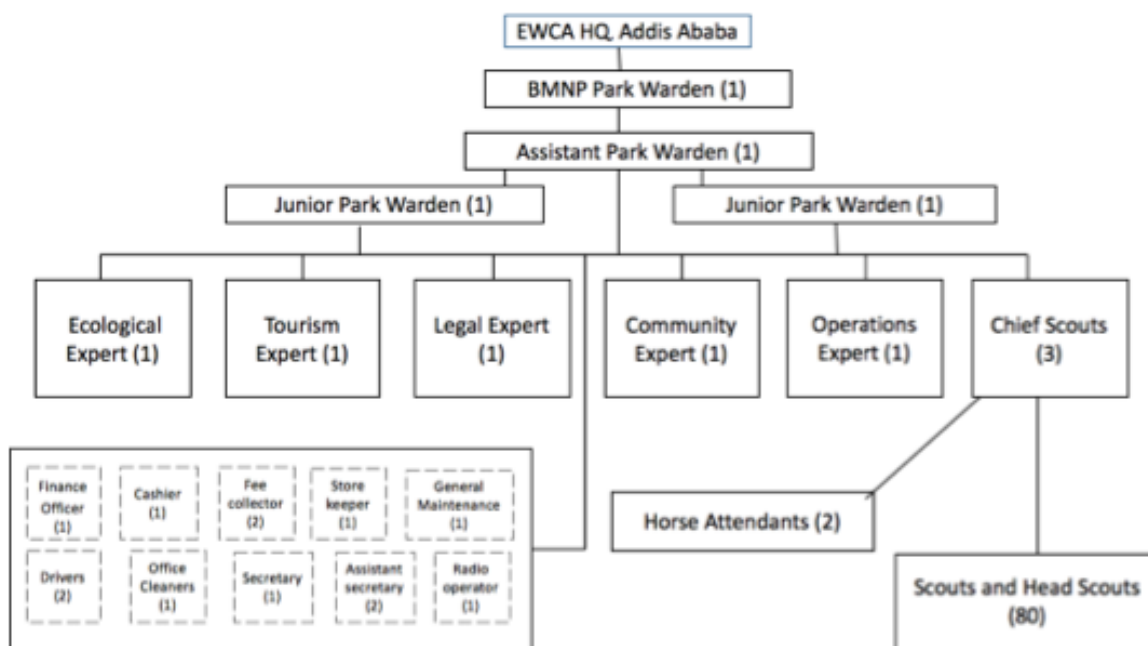 EWCA HQ, Addis Ababa
BMNP Park Warden (1)
Assistant Park Warden (1)
Junior Park Warden (1)
Junior Park Warden (1)
Ecological
Expert (1)
Tourism
Expert (1)
Legal Expert
(1)
Community
Expert (1)
Operations
Expert (1)
Chief Scouts
(3)
Finance
Officer
(1)
Cashier
(1)
Fee
collector
(2)
Store
keeper
(1)
General
Maintenance
(1)
Drivers
(2)
Office
Cleaners
(1)
Secretary
(1)
Assistant
secretary
(2)
Radio
operator
(1)
Horse Attendants (2)
Scouts and Head Scouts
(80)